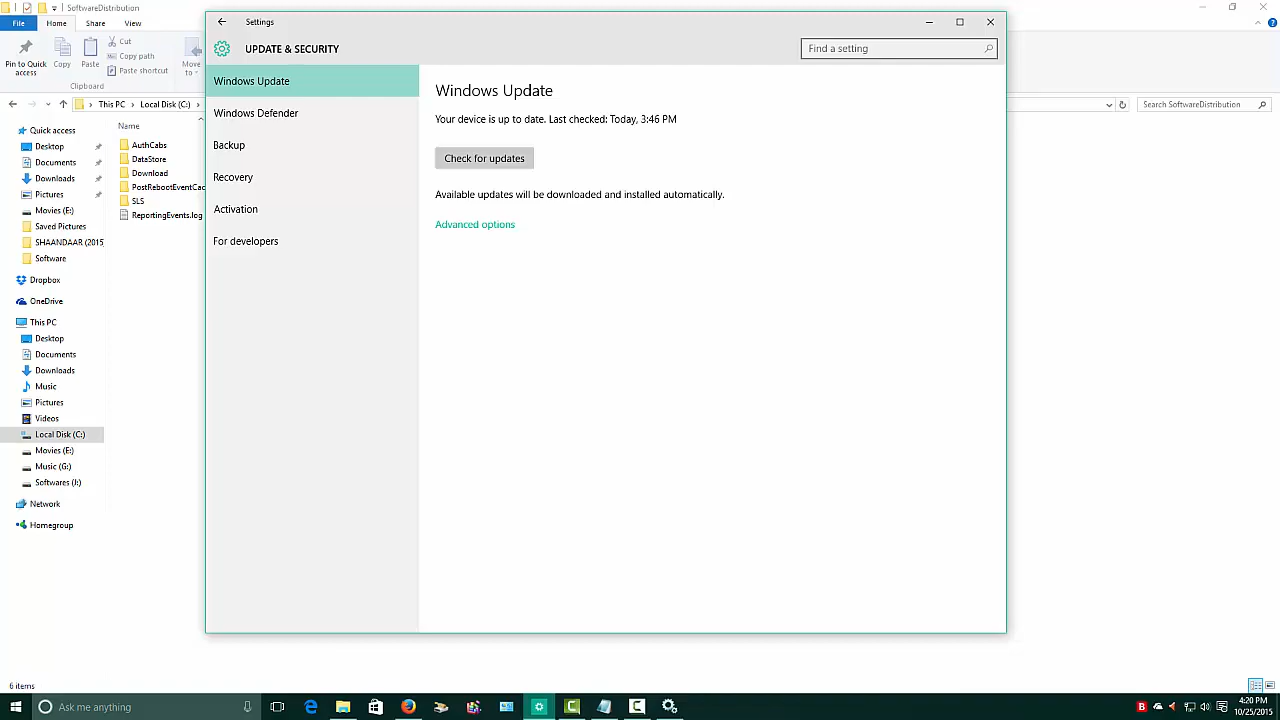 SoftwareDistribution
File
Home
Share
View
Pin to Quick access
Copy
Paste
Cut
Copy path
Paste shortcut
Move to
Clipboard
This PC
Local Disk (C:)
Search SoftwareDistribution
Quick access
Desktop
Documents
Downloads
Pictures
Movies (E:)
Saved Pictures
SHAANDAAR (2015
Software
Dropbox
OneDrive
This PC
Desktop
Documents
Downloads
Music
Pictures
Videos
Local Disk (C:)
Movies (E:)
Music (G:)
Softwares (J:)
Network
Homegroup
Name
AuthCabs
DataStore
Download
PostRebootEventCac
SLS
ReportingEvents.log
Settings
UPDATE & SECURITY
Find a setting
Windows Update
Windows Defender
Backup
Recovery
Activation
For developers
Windows Update
Your device is up to date. Last checked: Today, 3:46 PM
Check for updates
Available updates will be downloaded and installed automatically.
Advanced options
6 items
Ask me anything
4:20 PM
10/25/2015